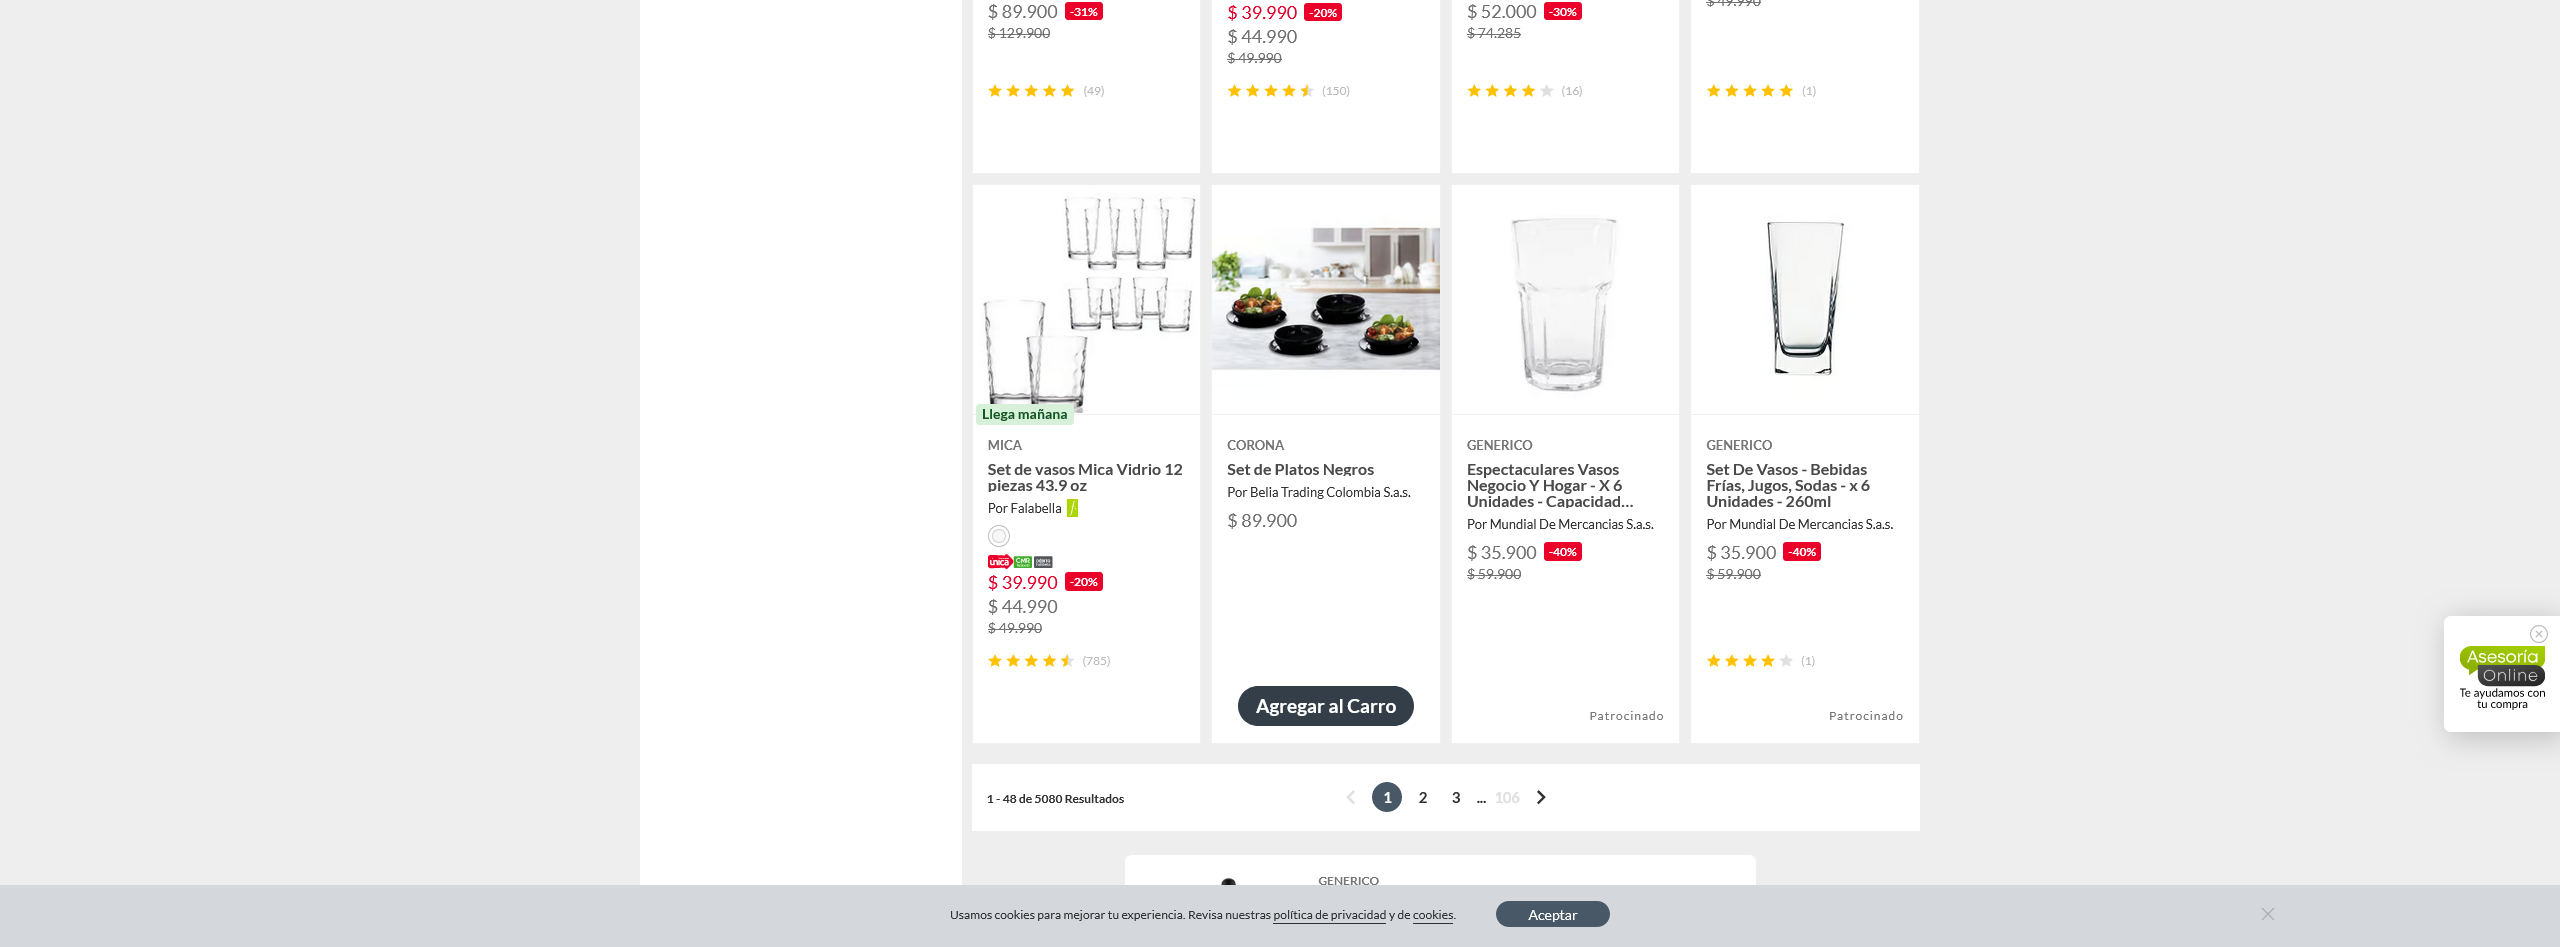 $ 89.900 -31%
$ 129.900
(49)
$ 39.990 -20%
$ 44.990
$ 49.990
(150)
$ 52.000 -30%
$ 74.285
(16)
$ 49.990
(1)
Llega mañana
MICA
Set de vasos Mica Vidrio 12
piezas 43.9 oz
Por Falabella
única CMR
$ 39.990 -20%
$ 44.990
$ 49.990
(785)
CORONA
Set de Platos Negros
Por Belia Trading Colombia S.a.s.
$ 89.900
Agregar al Carro
GENERICO
Espectaculares Vasos
Negocio Y Hogar - X 6
Unidades - Capacidad...
Por Mundial De Mercancias S.a.s.
$ 35.900 -40%
$ 59.900
Patrocinado
GENERICO
Set De Vasos - Bebidas
Frías, Jugos, Sodas - x 6
Unidades - 260ml
Por Mundial De Mercancias S.a.s.
$ 35.900 -40%
$ 59.900
(1)
Patrocinado
Asesoría
Online
Te ayudamos con
tu compra
1 - 48 de 5080 Resultados
1 2 3 ... 106
GENERICO
Usamos cookies para mejorar tu experiencia. Revisa nuestras política de privacidad y de cookies.
Aceptar